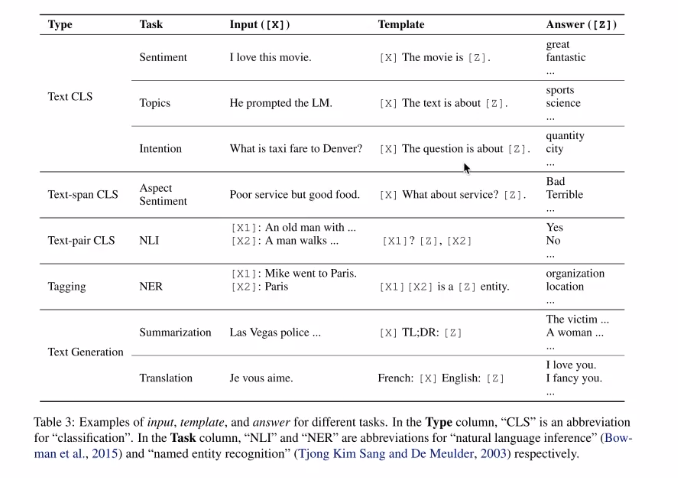 Type Task Input ([X]) Template Answer ([Z])
great
Sentiment I love this movie. [X] The movie is [Z]. fantastic
...
sports
Text CLS Topics He prompted the LM. [X] The text is about [Z]. science
...
quantity
Intention What is taxi fare to Denver? [X] The question is about [Z]. city
...
Bad
Text-span CLS Aspect Sentiment Poor service but good food. [X] What about service? [Z]. Terrible
...
[X1]: An old man with ... Yes
Text-pair CLS NLI [X2]: A man walks ... [X1]? [Z], [X2] No
...
[X1]: Mike went to Paris. organization
Tagging NER [X2]: Paris [X1][X2] is a [Z] entity. location
...
The victim ...
Summarization Las Vegas police ... [X] TL;DR: [Z] A woman ...
...
Text Generation
I love you.
Translation Je vous aime. French: [X] English: [Z] I fancy you.
...
Table 3: Examples of input, template, and answer for different tasks. In the Type column, “CLS” is an abbreviation
for “classification”. In the Task column, “NLI” and “NER” are abbreviations for “natural language inference” (Bow-
man et al., 2015) and “named entity recognition” (Tjong Kim Sang and De Meulder, 2003) respectively.